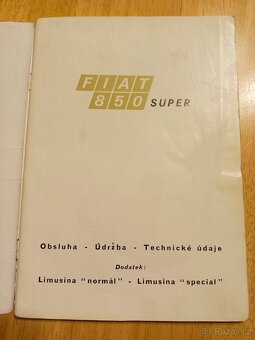 FIAT
850 SUPER
Obsluha - Údržba - Technické údaje
Dodatek:
Limusina "normál" - Limusina "special"